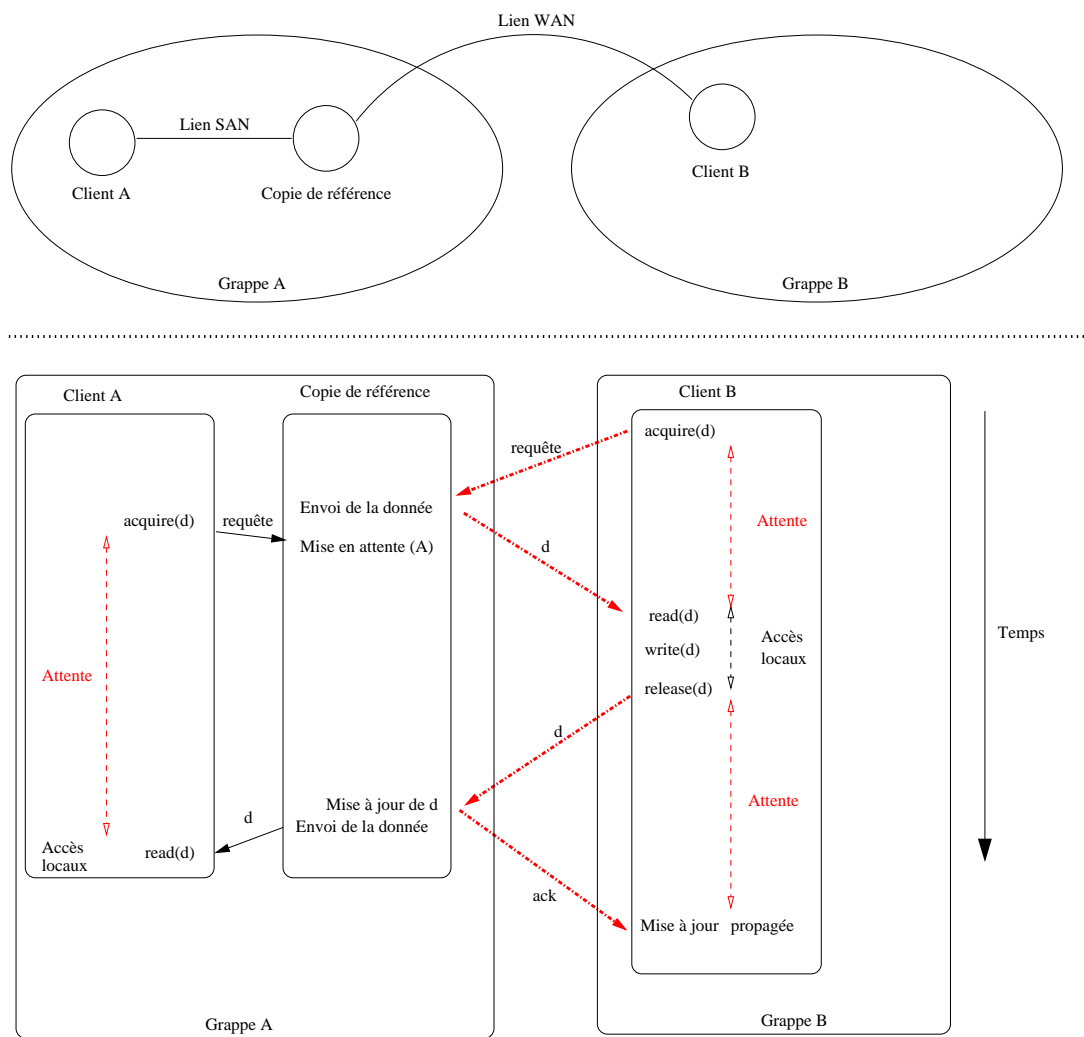 Lien WAN
Lien SAN
Client A
Copie de référence
Client B
Grappe A
Grappe B
Client A
Copie de référence
Client B
acquire(d)
requête
Envoi de la donnée
acquire(d)
requête
Attente
Mise en attente (A)
d
read(d)
Accès
locaux
Temps
write(d)
Attente
release(d)
d
Attente
Mise à jour de d
d
Envoi de la donnée
Accès
locaux
read(d)
ack
Mise à jour propagée
Grappe A
Grappe B